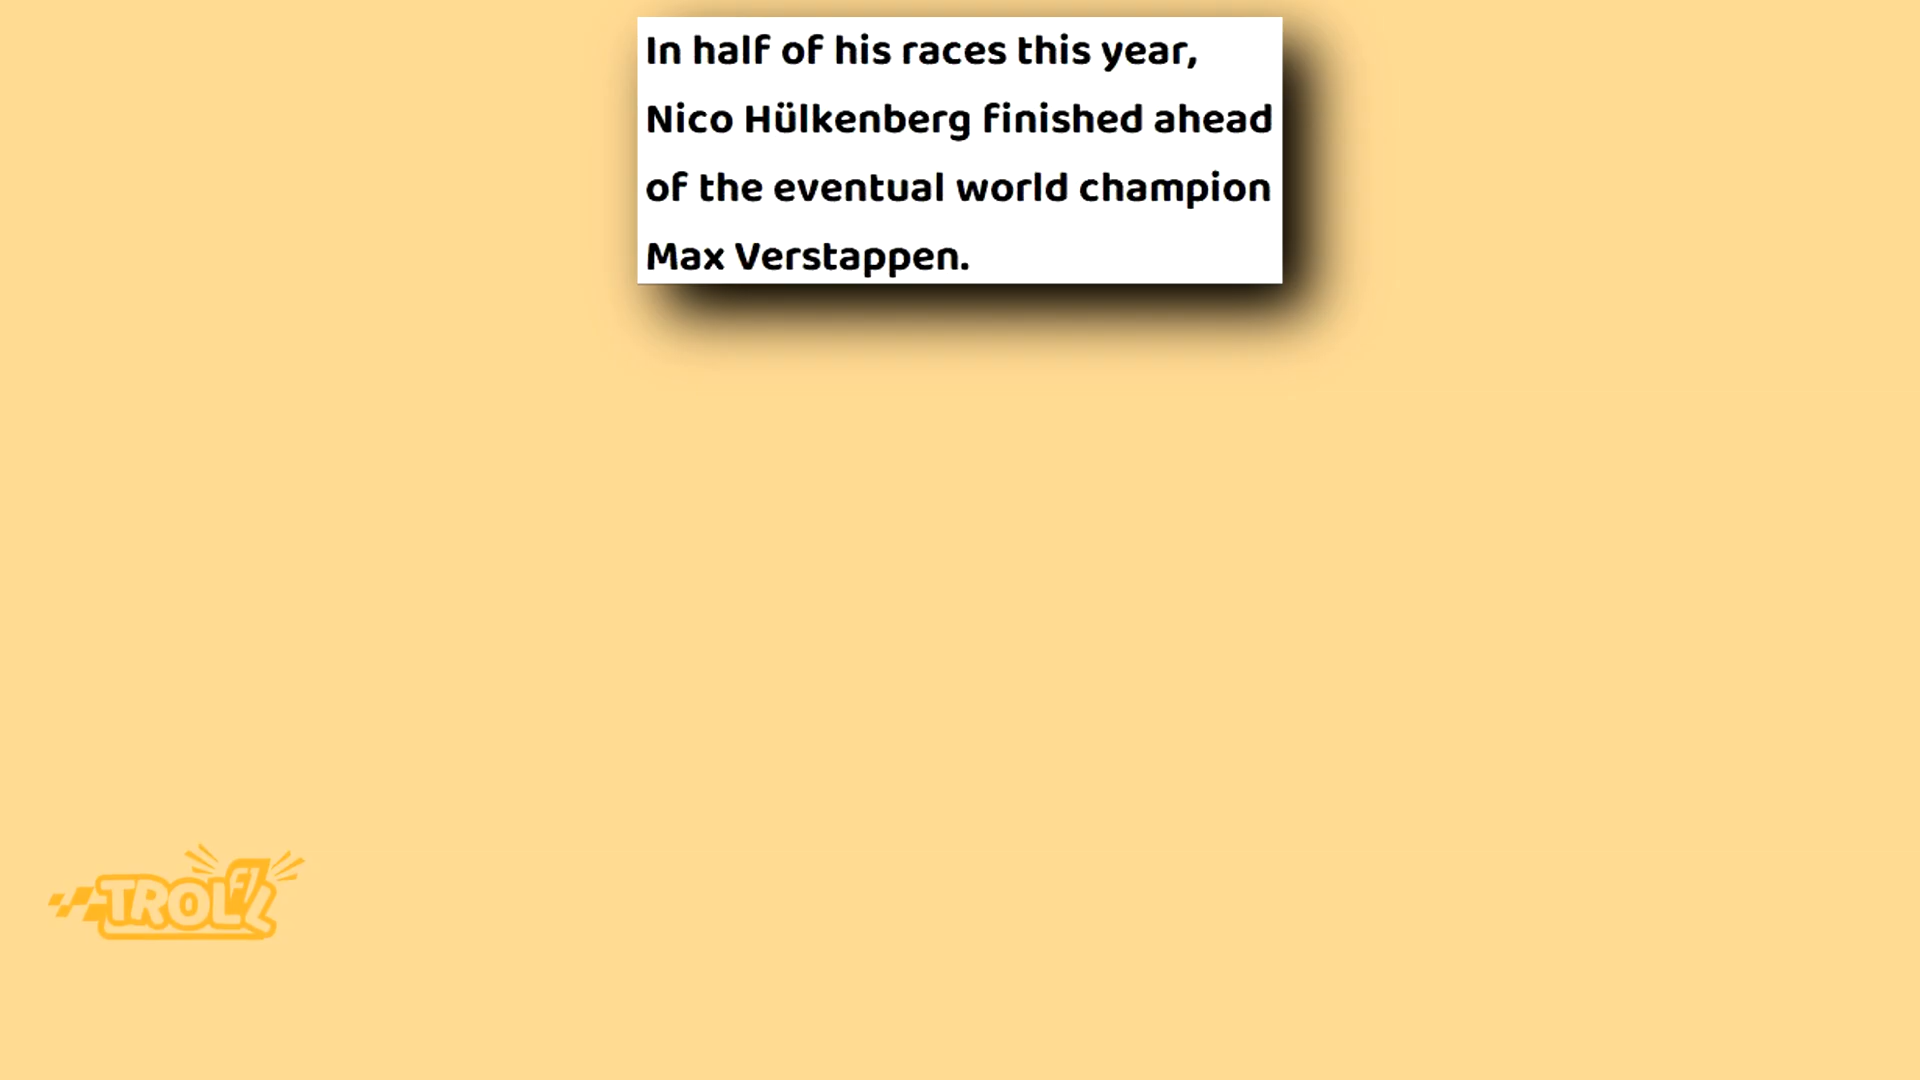 In half of his races this year,
Nico Hülkenberg finished ahead
of the eventual world champion
Max Verstappen.
TROLL
F1